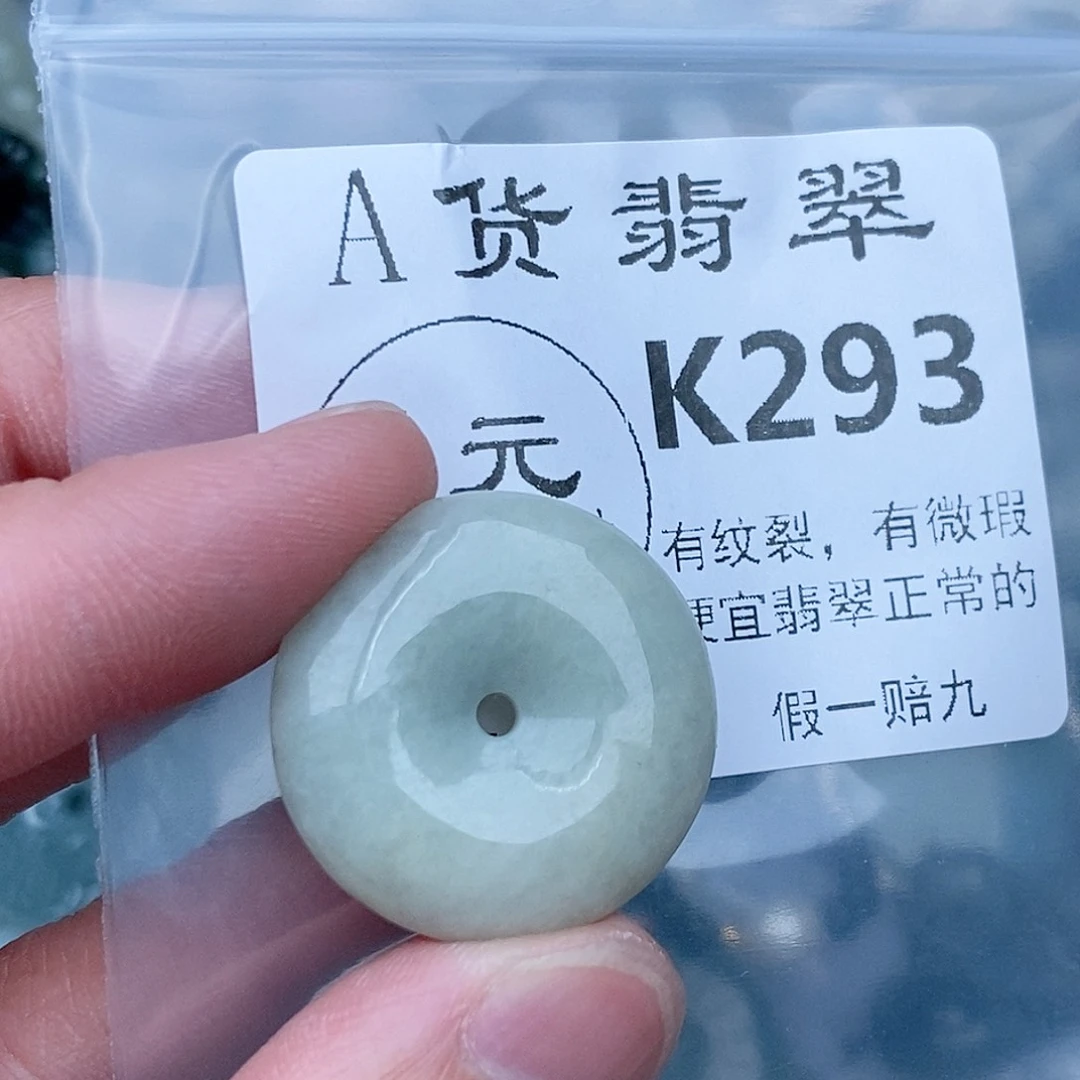 A货翡翠
K293
元
有纹裂，有微瑕
便宜翡翠正常的
假一赔九